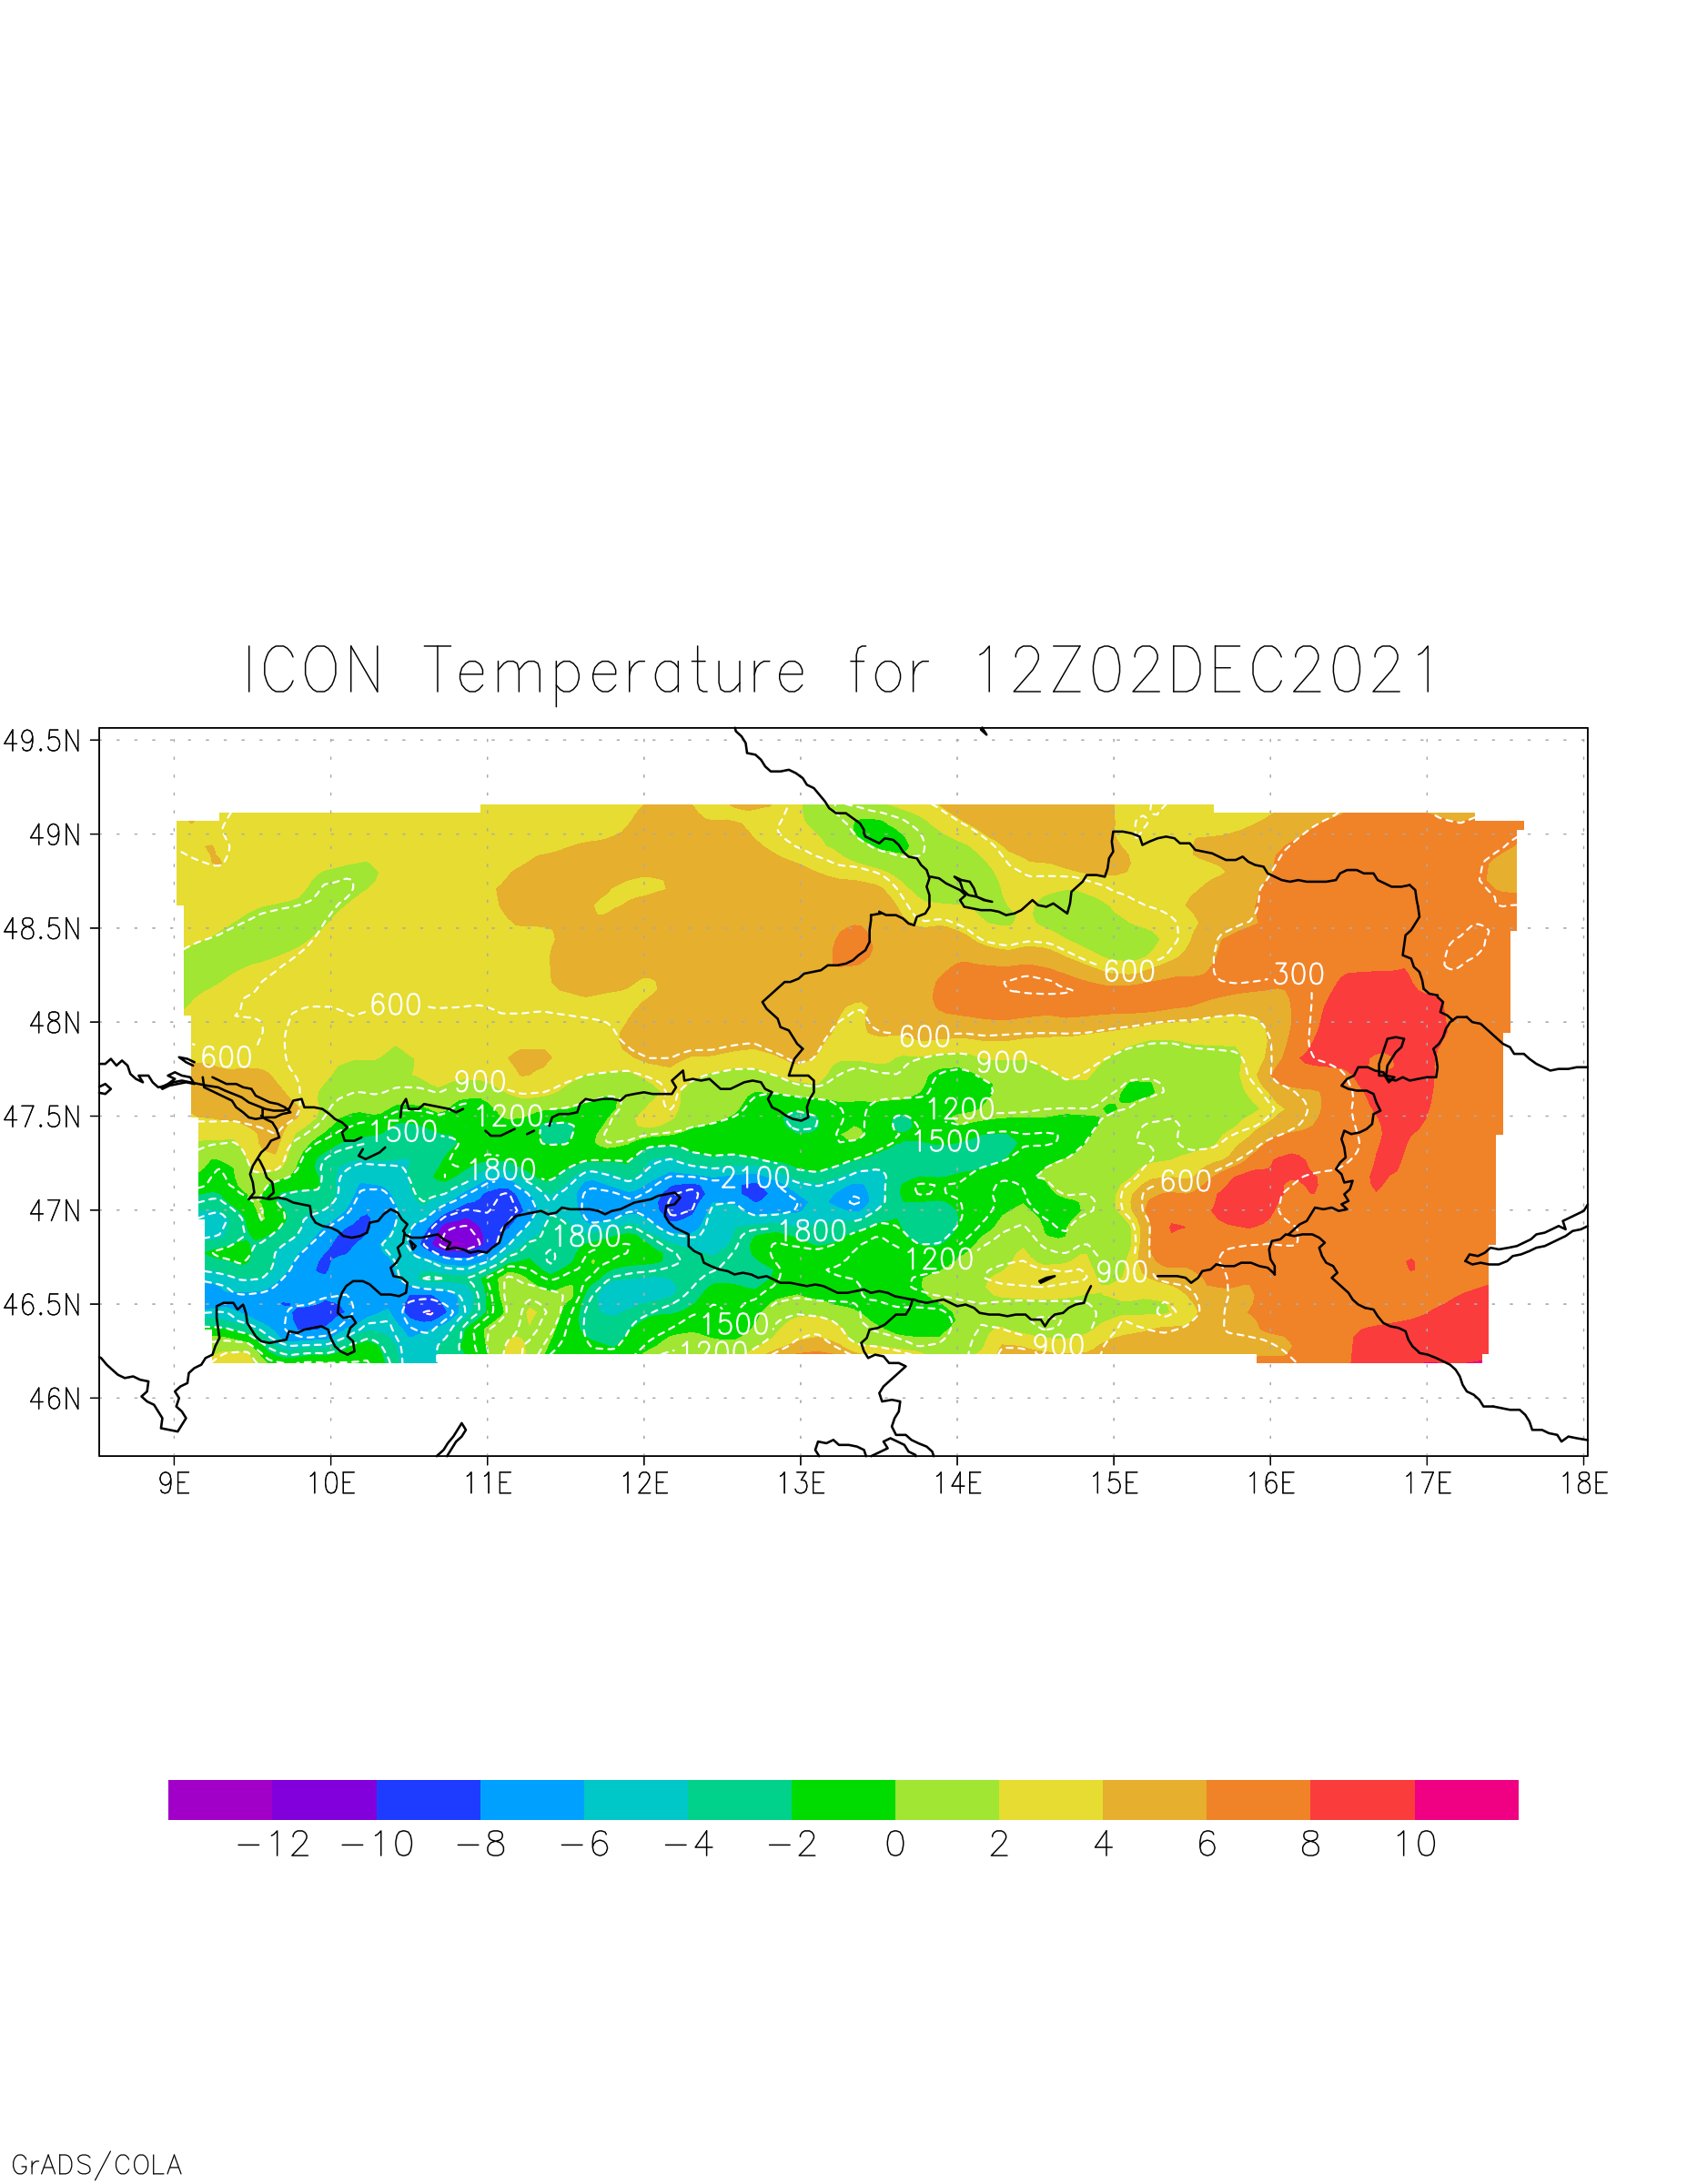 ICON Temperature for 12Z02DEC2021
49.5N
49N
48.5N
600 300
48N
600
600
600
900
900
47.5N
1200 1200
1500 1500
1800 2100
600
47N
1800 1800
1200
900
46.5N
1500
900
1200
46N
9E 10E 11E 12E 13E 14E 15E 16E 17E 18E
−12 −10 −8 −6 −4 −2 0 2 4 6 8 10
GrADS/COLA